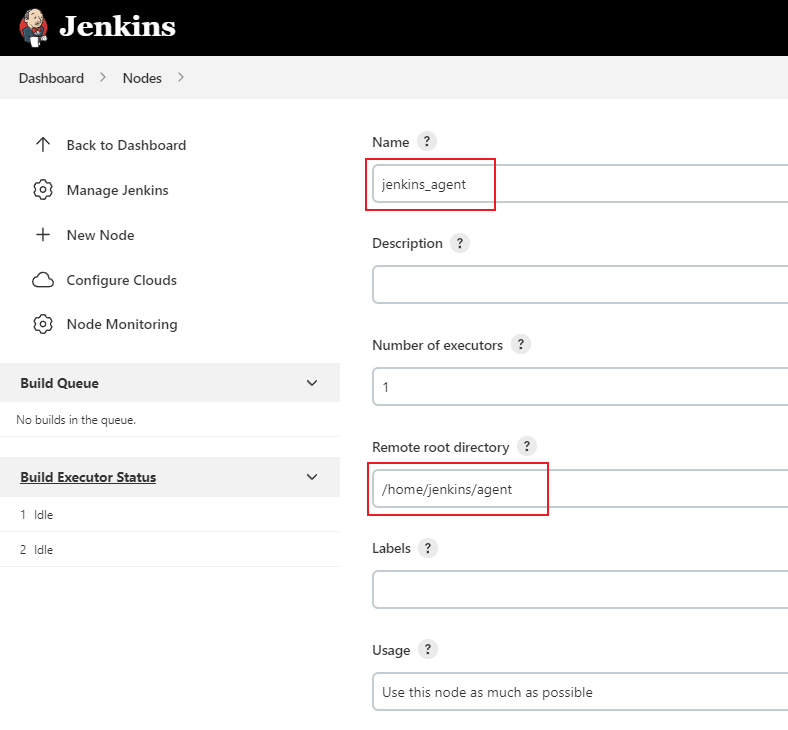 Jenkins
Dashboard > Nodes >
Back to Dashboard
Manage Jenkins
New Node
Configure Clouds
Node Monitoring
Build Queue
No builds in the queue.
Build Executor Status
1 Idle
2 Idle
Name ?
jenkins_agent
Description ?
Number of executors ?
1
Remote root directory ?
/home/jenkins/agent
Labels ?
Usage ?
Use this node as much as possible